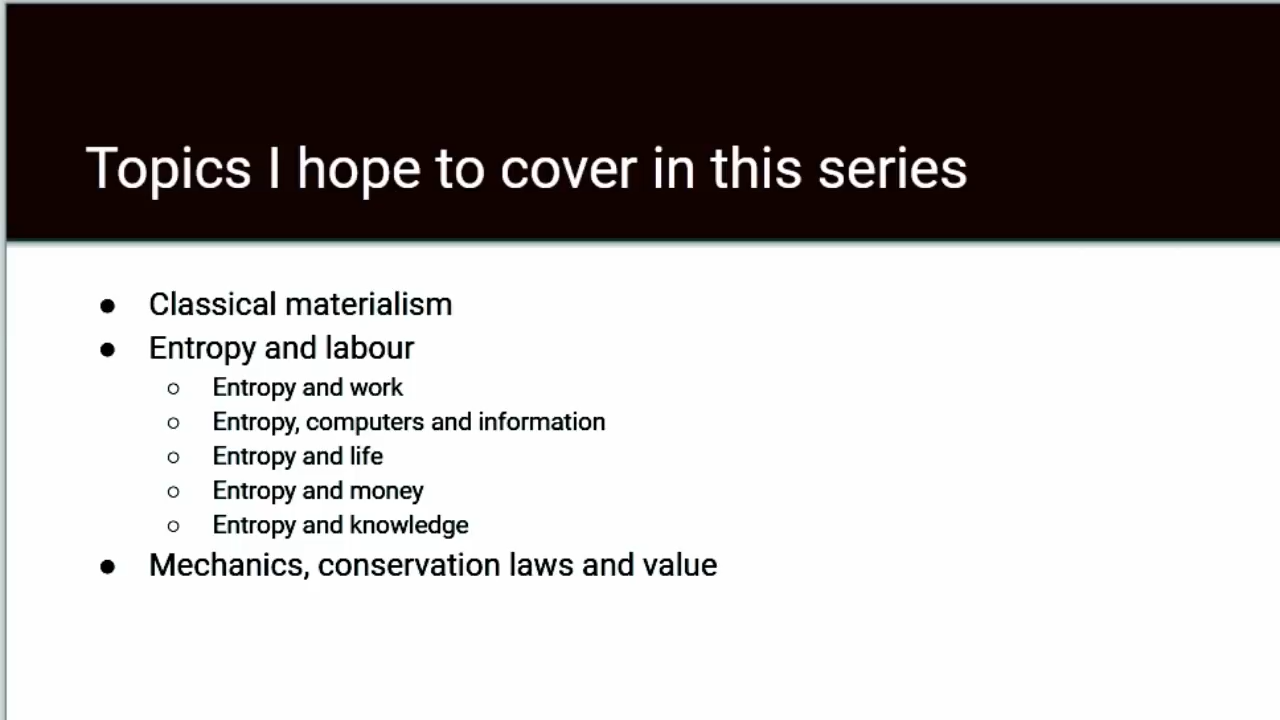 Topics I hope to cover in this series
● Classical materialism
● Entropy and labour
○ Entropy and work
○ Entropy, computers and information
○ Entropy and life
○ Entropy and money
○ Entropy and knowledge
● Mechanics, conservation laws and value